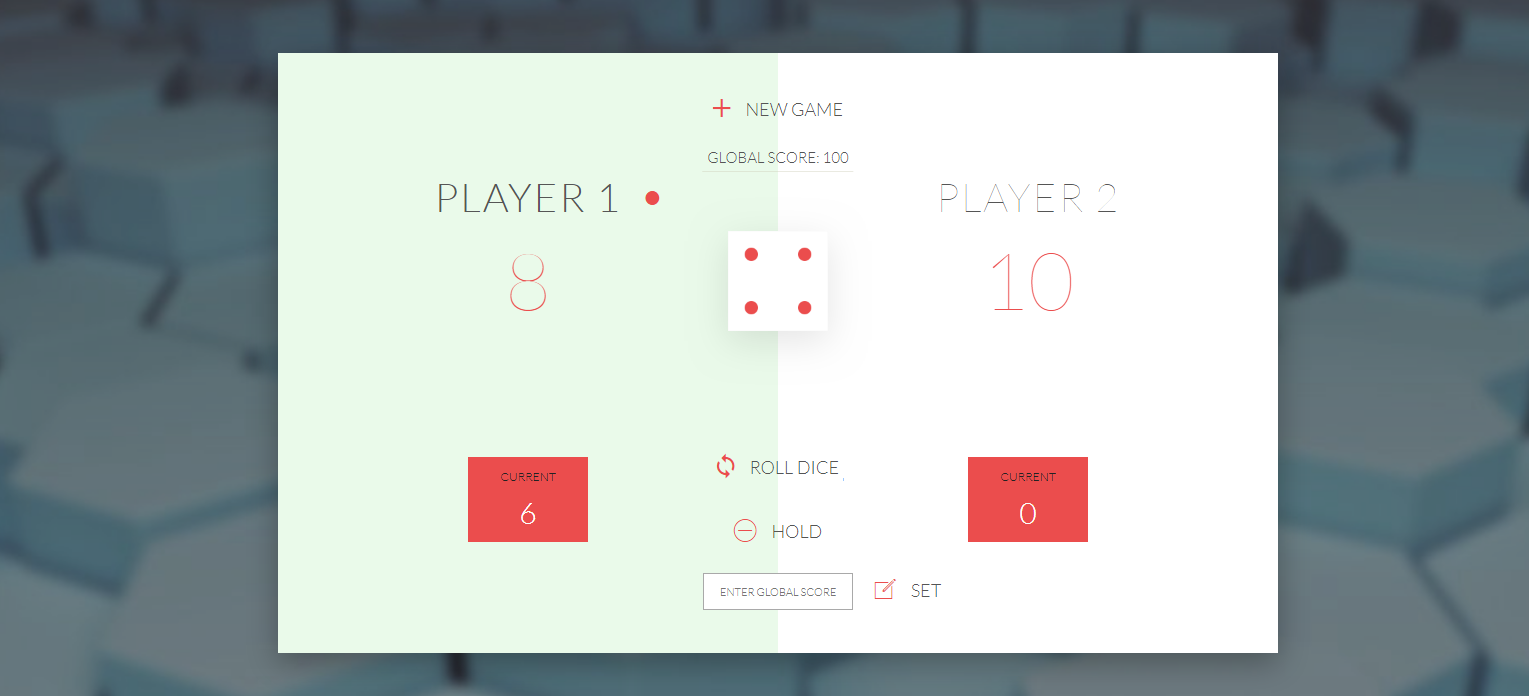 NEW GAME
GLOBAL SCORE: 100
PLAYER 1
PLAYER 2
8
10
CURRENT
6
ROLL DICE
CURRENT
0
HOLD
ENTER GLOBAL SCORE
SET